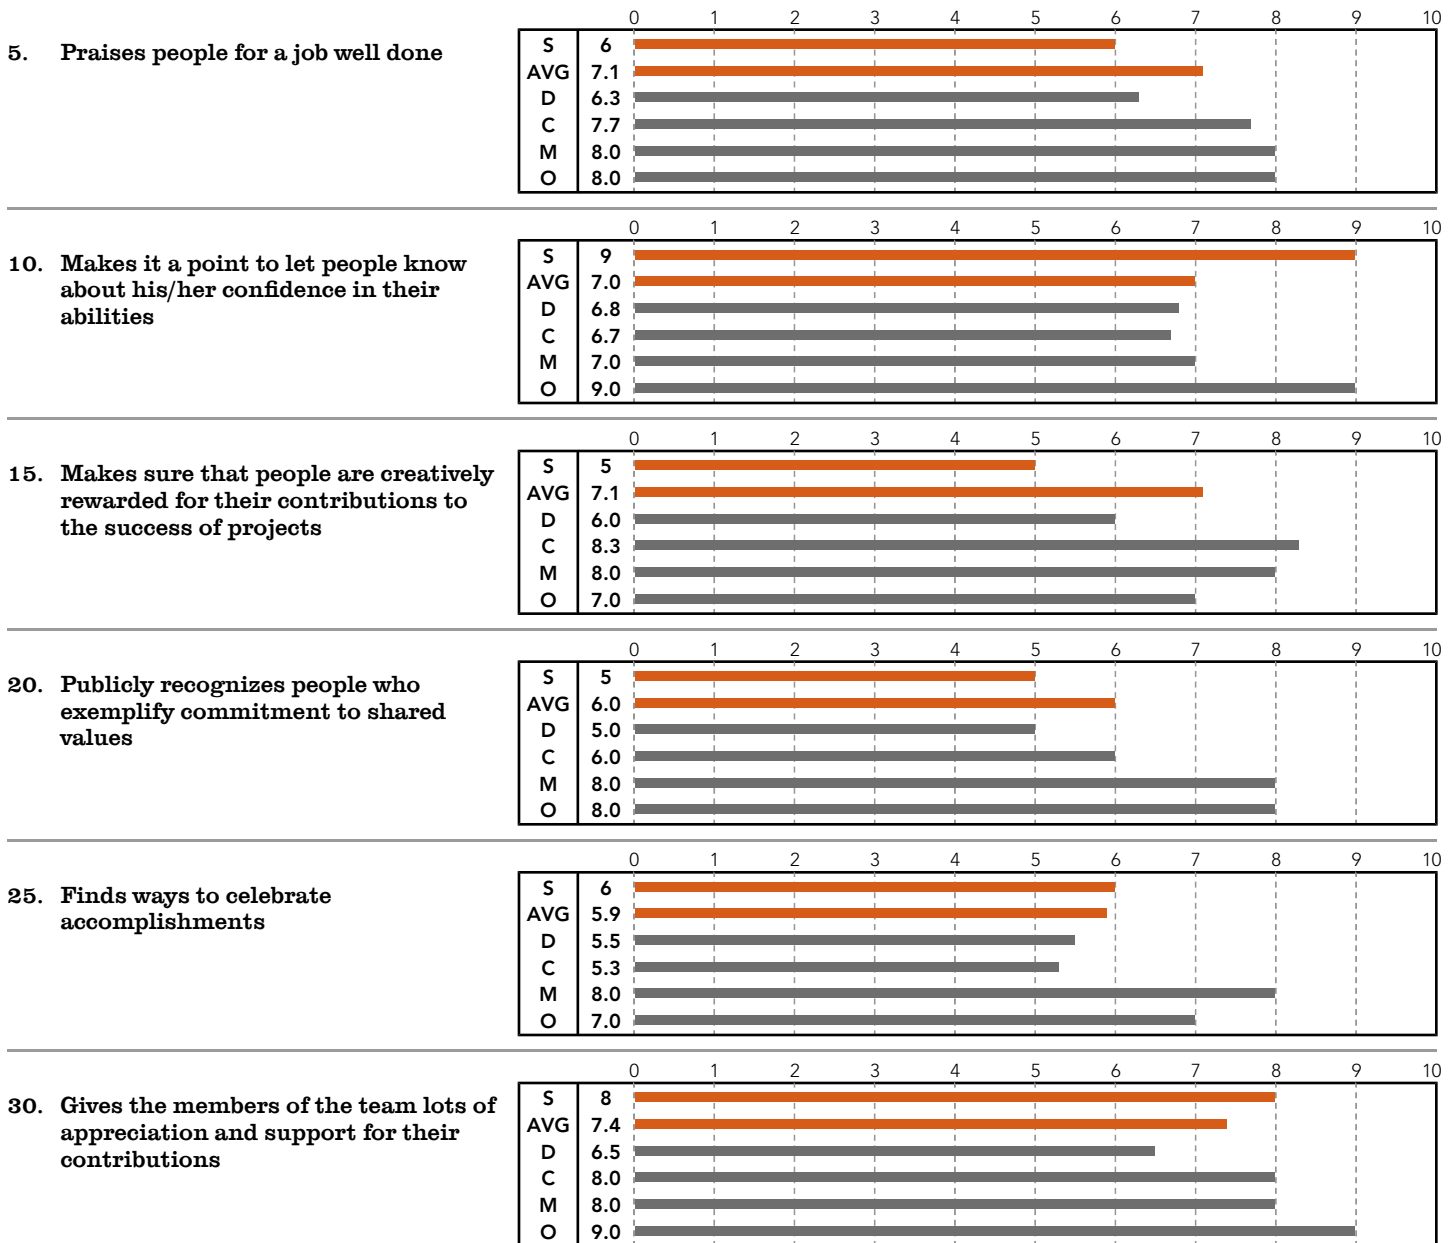 0 1 2 3 4 5 6 7 8 9 10
5. Praises people for a job well done
S 6
AVG 7.1
D 6.3
C 7.7
M 8.0
O 8.0
0 1 2 3 4 5 6 7 8 9 10
10. Makes it a point to let people know
about his/her confidence in their
abilities
S 9
AVG 7.0
D 6.8
C 6.7
M 7.0
O 9.0
0 1 2 3 4 5 6 7 8 9 10
15. Makes sure that people are creatively
rewarded for their contributions to
the success of projects
S 5
AVG 7.1
D 6.0
C 8.3
M 8.0
O 7.0
0 1 2 3 4 5 6 7 8 9 10
20. Publicly recognizes people who
exemplify commitment to shared
values
S 5
AVG 6.0
D 5.0
C 6.0
M 8.0
O 8.0
0 1 2 3 4 5 6 7 8 9 10
25. Finds ways to celebrate
accomplishments
S 6
AVG 5.9
D 5.5
C 5.3
M 8.0
O 7.0
0 1 2 3 4 5 6 7 8 9 10
30. Gives the members of the team lots of
appreciation and support for their
contributions
S 8
AVG 7.4
D 6.5
C 8.0
M 8.0
O 9.0